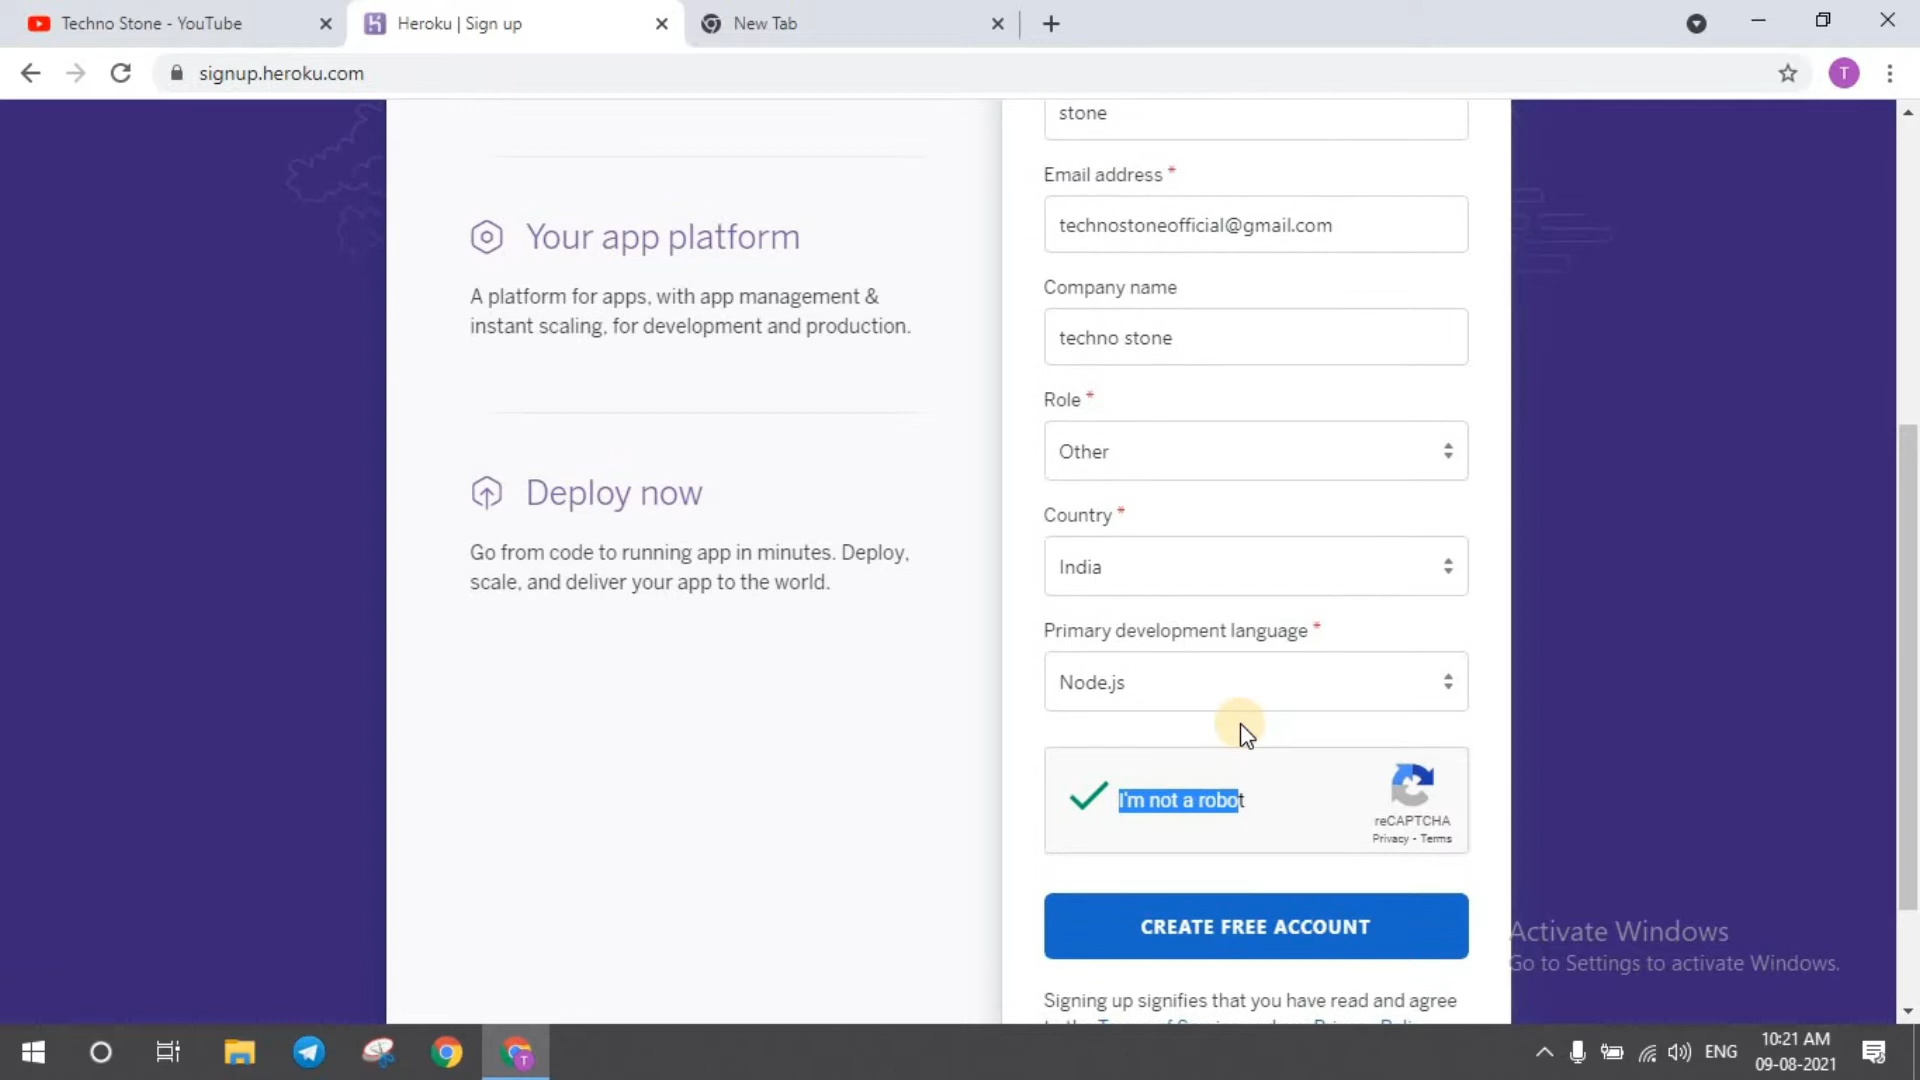 Techno Stone - YouTube
Heroku | Sign up
New Tab
signup.heroku.com
T
Your app platform
A platform for apps, with app management &
instant scaling, for development and production.
Deploy now
Go from code to running app in minutes. Deploy,
scale, and deliver your app to the world.
stone
Email address *
technostoneofficial@gmail.com
Company name
techno stone
Role *
Other
Country *
India
Primary development language *
Node.js
I'm not a robot
reCAPTCHA
Privacy - Terms
CREATE FREE ACCOUNT
Signing up signifies that you have read and agree
Activate Windows
Go to Settings to activate Windows.
T
ENG
10:21 AM
09-08-2021